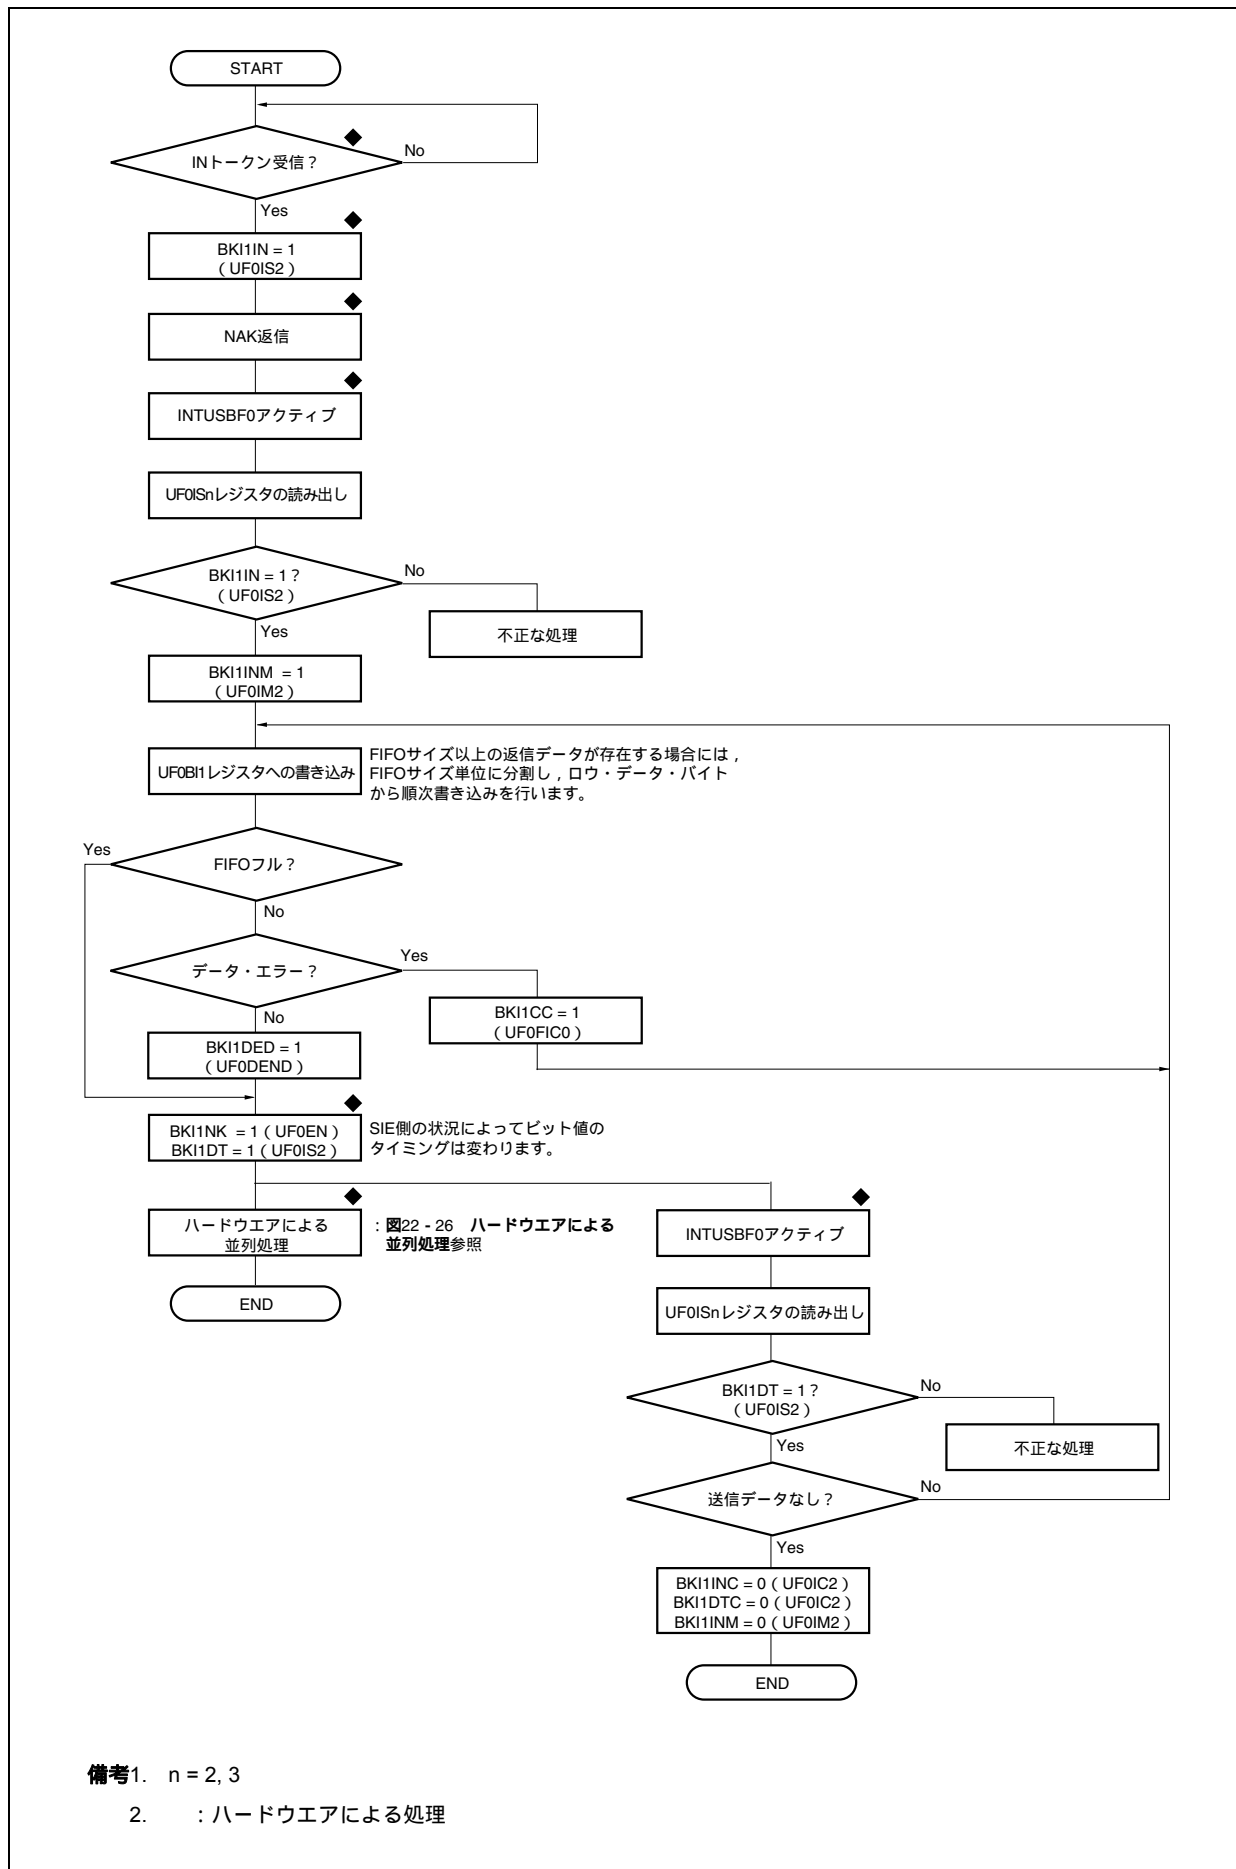 START
INトークン受信？
No
Yes
BKI1IN = 1
（UF0IS2）
NAK返信
INTUSBF0アクティブ
UF0ISnレジスタの読み出し
BKI1IN = 1？
（UF0IS2）
No
不正な処理
Yes
BKI1INM = 1
（UF0IM2）
UF0BI1レジスタへの書き込み
FIFOサイズ以上の返信データが存在する場合には，
FIFOサイズ単位に分割し，ロウ・データ・バイト
から順次書き込みを行います。
Yes
FIFOフル？
No
データ・エラー？
Yes
BKI1CC = 1
（UF0FIC0）
No
BKI1DED = 1
（UF0DEND）
BKI1NK = 1（UF0EN）
BKI1DT = 1（UF0IS2）
SIE側の状況によってビット値の
タイミングは変わります。
ハードウエアによる
並列処理
：図22 - 26　ハードウエアによる
並列処理参照
END
INTUSBF0アクティブ
UF0ISnレジスタの読み出し
BKI1DT = 1？
（UF0IS2）
No
不正な処理
Yes
送信データなし？
No
Yes
BKI1INC = 0（UF0IC2）
BKI1DTC = 0（UF0IC2）
BKI1INM = 0（UF0IM2）
END
備考1.　n = 2, 3
2.　　：ハードウエアによる処理